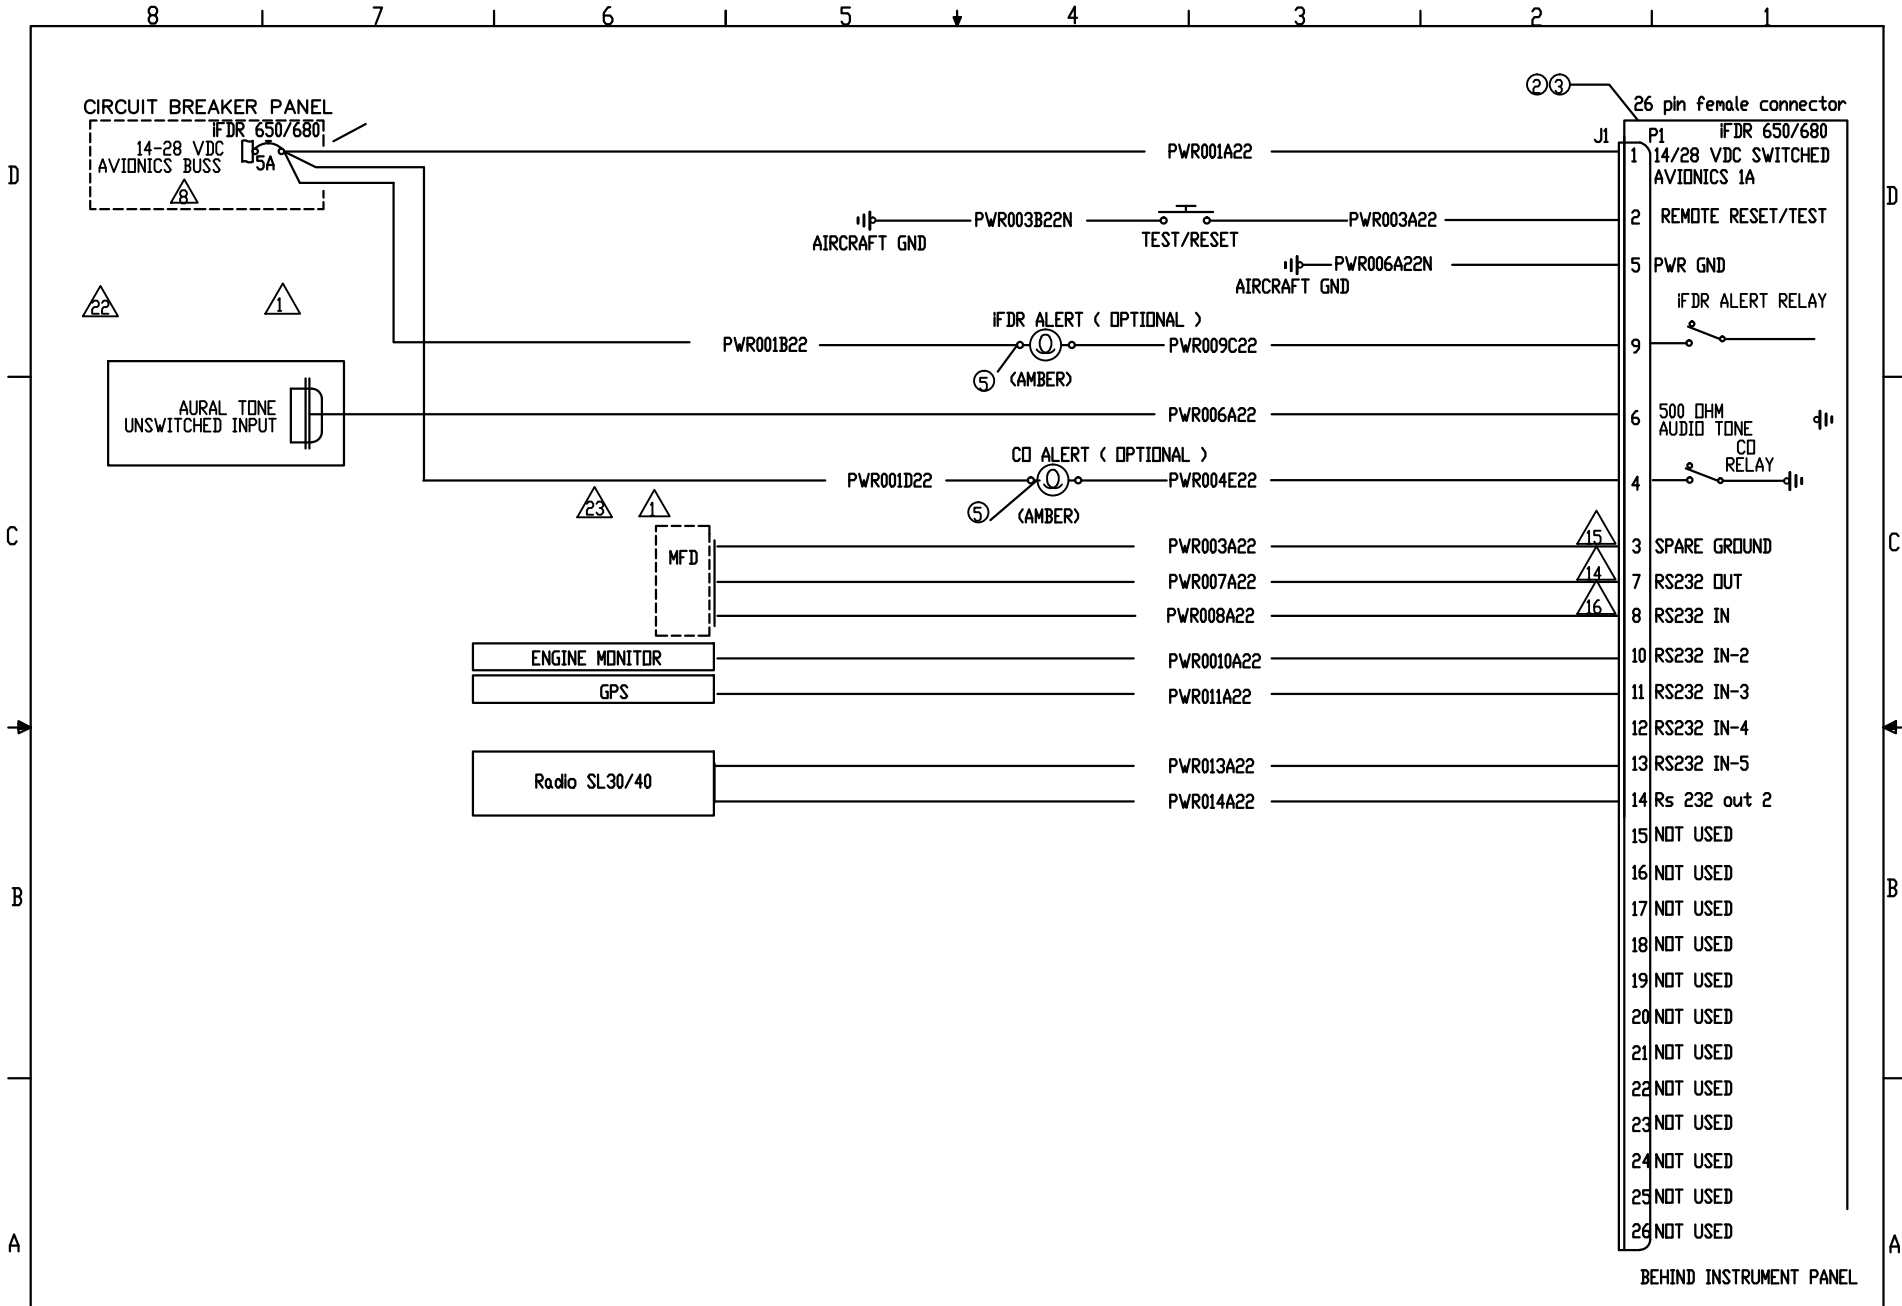 8 7 6 5 4 3 2 1
2 3
CIRCUIT BREAKER PANEL
26 pin female connector
iFDR 650/680
14-28 VDC
AVIONICS BUSS
5A
8
J1 P1
iFDR 650/680
PWR001A22
1 14/28 VDC SWITCHED
AVIONICS 1A
D D
AIRCRAFT GND
PWR003B22N
TEST/RESET
PWR003A22
2 REMOTE RESET/TEST
AIRCRAFT GND
PWR006A22N
5 PWR GND
22 1
iFDR ALERT RELAY
iFDR ALERT ( OPTIONAL )
PWR001B22
PWR009C22
9
5 (AMBER)
AURAL TONE
UNSWITCHED INPUT
PWR006A22
6 500 OHM
AUDIO TONE
CO
RELAY
CO ALERT ( OPTIONAL )
PWR001D22
PWR004E22
4
5 (AMBER)
23 1
C C
MFD
PWR003A22
15
3 SPARE GROUND
PWR007A22
14
7 RS232 OUT
PWR008A22
16
8 RS232 IN
ENGINE MONITOR
PWR0010A22
10 RS232 IN-2
GPS
PWR011A22
11 RS232 IN-3
12 RS232 IN-4
Radio SL30/40
PWR013A22
13 RS232 IN-5
PWR014A22
14 Rs 232 out 2
15 NOT USED
16 NOT USED
B B
17 NOT USED
18 NOT USED
19 NOT USED
20 NOT USED
21 NOT USED
22 NOT USED
23 NOT USED
24 NOT USED
25 NOT USED
26 NOT USED
A A
BEHIND INSTRUMENT PANEL